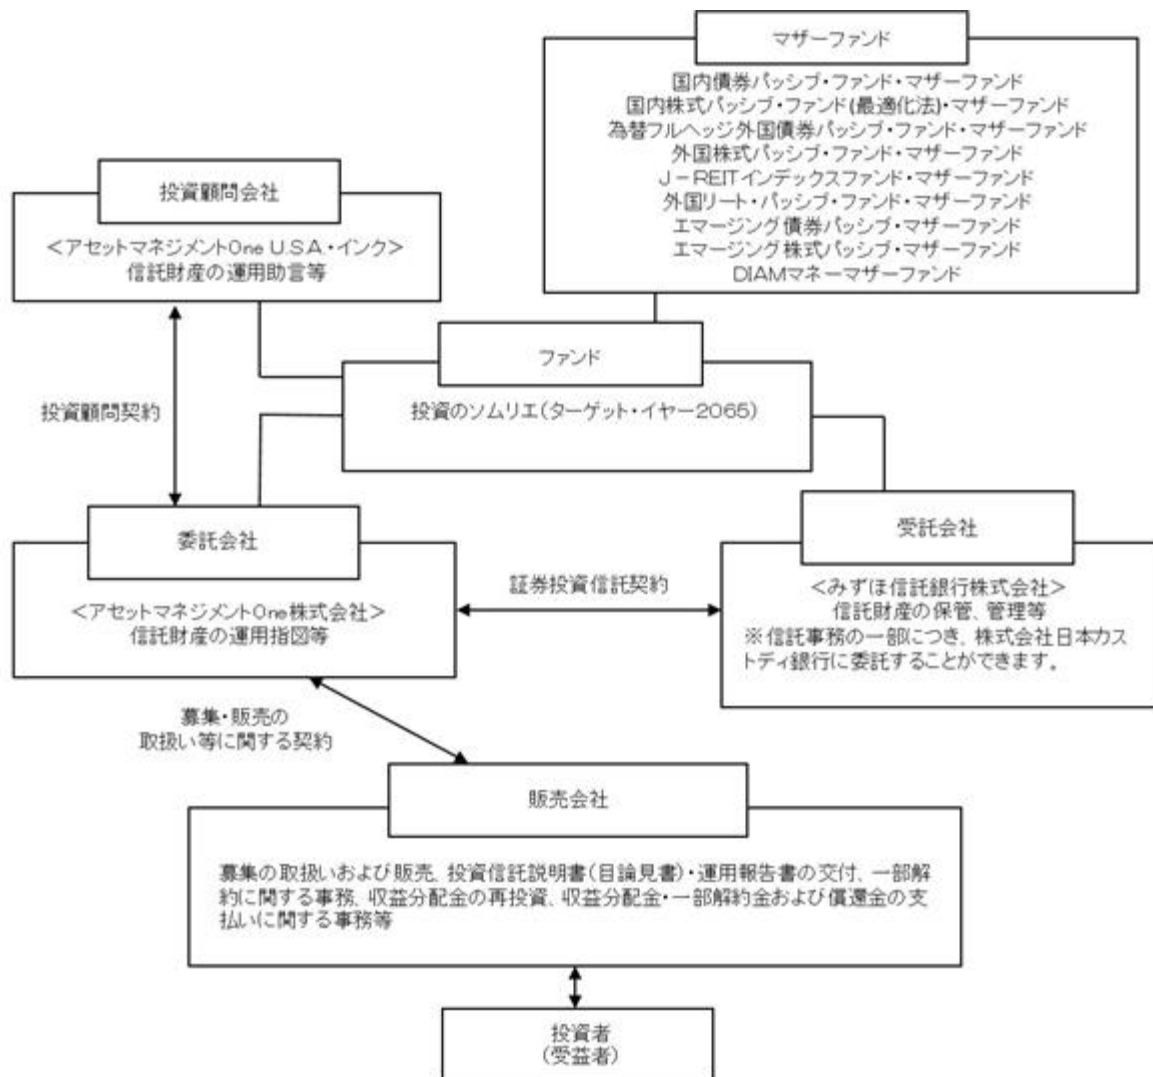 マザーファンド
国内債券パッシブ・ファンド・マザーファンド
国内株式パッシブ・ファンド(最適化法)・マザーファンド
為替フルヘッジ外国債券パッシブ・ファンド・マザーファンド
外国株式パッシブ・ファンド・マザーファンド
J-REITインデックスファンド・マザーファンド
外国リート・パッシブ・ファンド・マザーファンド
エマージング債券パッシブ・マザーファンド
エマージング株式パッシブ・マザーファンド
DIAMマネーマザーファンド
投資顧問会社
<アセットマネジメントOne U.S.A.・インク>
信託財産の運用助言等
ファンド
投資のソムリエ(ターゲット・イヤー2065)
投資顧問契約
委託会社
<アセットマネジメントOne株式会社>
信託財産の運用指図等
証券投資信託契約
受託会社
<みずほ信託銀行株式会社>
信託財産の保管、管理等
※信託事務の一部につき、株式会社日本カス
トディ銀行に委託することができます。
募集・販売の
取扱い等に関する契約
販売会社
募集の取扱いおよび販売、投資信託説明書(目論見書)・運用報告書の交付、一部解
約に関する事務、収益分配金の再投資、収益分配金・一部解約金および償還金の支
払いに関する事務等
投資者
(受益者)